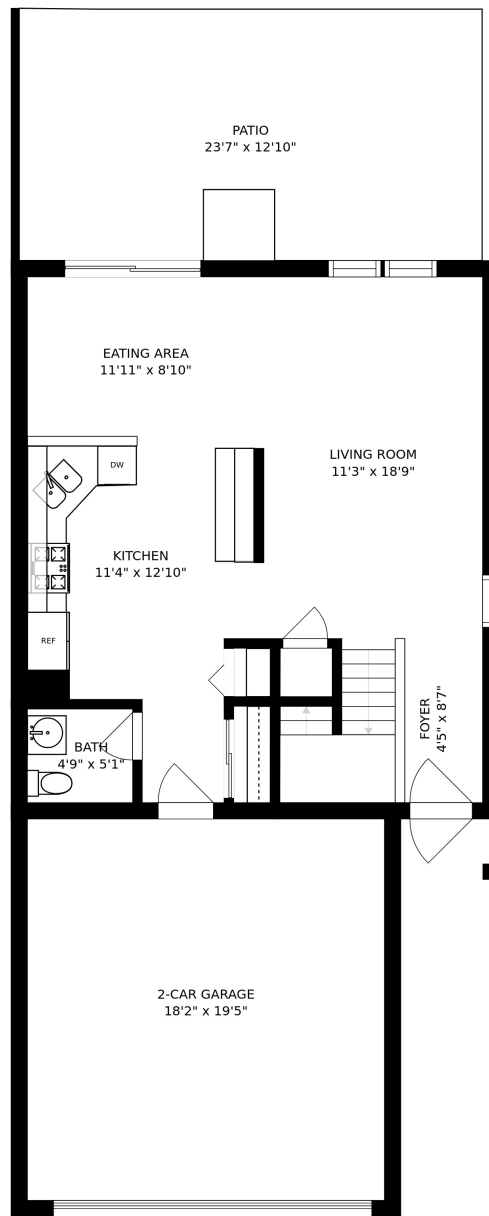 PATIO
23'7" x 12'10"
EATING AREA
11'11" x 8'10"
LIVING ROOM
11'3" x 18'9"
DW
KITCHEN
11'4" x 12'10"
REF
BATH
4'9" x 5'1"
FOYER
4'5" x 8'7"
2-CAR GARAGE
18'2" x 19'5"